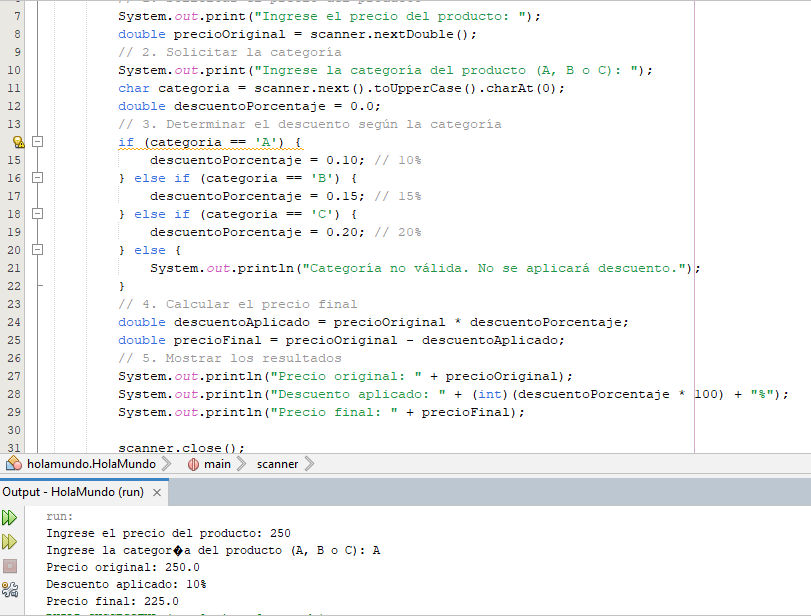 7 System.out.print("Ingrese el precio del producto: ");
8 double precioOriginal = scanner.nextDouble();
9 // 2. Solicitar la categoría
10 System.out.print("Ingrese la categoría del producto (A, B o C): ");
11 char categoria = scanner.next().toUpperCase().charAt(0);
12 double descuentoPorcentaje = 0.0;
13 // 3. Determinar el descuento según la categoría
if (categoria == 'A') {
15 descuentoPorcentaje = 0.10; // 10%
16 } else if (categoria == 'B') {
17 descuentoPorcentaje = 0.15; // 15%
18 } else if (categoria == 'C') {
19 descuentoPorcentaje = 0.20; // 20%
20 } else {
21 System.out.println("Categoría no válida. No se aplicará descuento.");
22 }
23 // 4. Calcular el precio final
24 double descuentoAplicado = precioOriginal * descuentoPorcentaje;
25 double precioFinal = precioOriginal - descuentoAplicado;
26 // 5. Mostrar los resultados
27 System.out.println("Precio original: " + precioOriginal);
28 System.out.println("Descuento aplicado: " + (int)(descuentoPorcentaje * 100) + "%");
29 System.out.println("Precio final: " + precioFinal);
30
31 scanner.close();
holamundo.HolaMundo main scanner
Output - HolaMundo (run) ×
run:
Ingrese el precio del producto: 250
Ingrese la categor�a del producto (A, B o C): A
Precio original: 250.0
Descuento aplicado: 10%
Precio final: 225.0